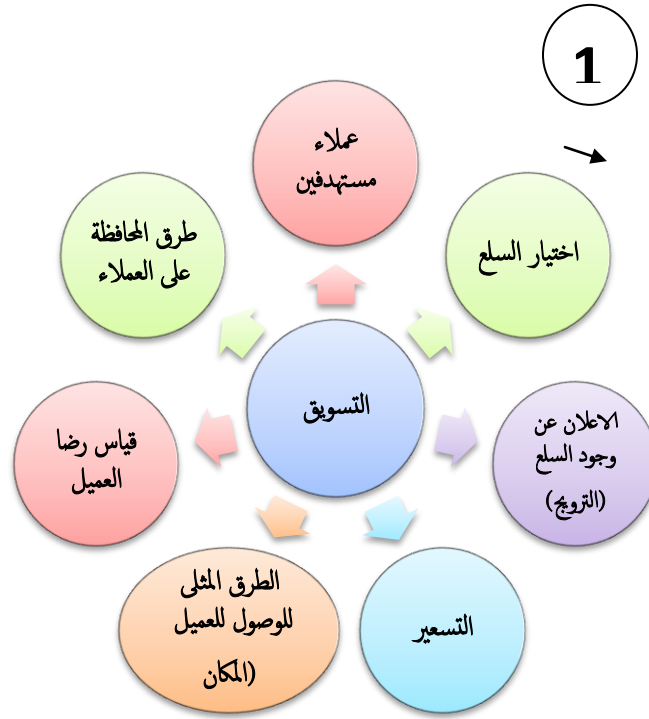 1
عملاء
مستهدفين
اختيار السلع
الاعلان عن
وجود السلع
(الترويج)
التسعير
الطرق المثلى
للوصول للعميل
(المكان
قياس رضا
العميل
طرق المحافظة
على العملاء
التسويق